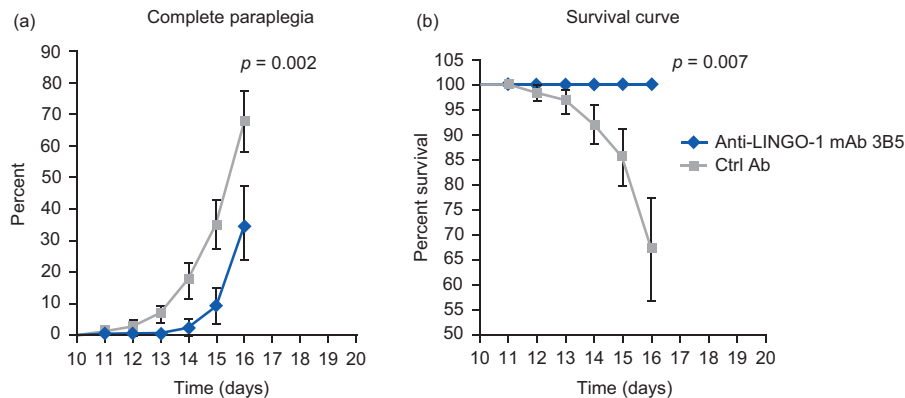 (a) Complete paraplegia
p = 0.002
Percent
90
80
70
60
50
40
30
20
10
0
10 11 12 13 14 15 16 17 18 19 20
Time (days)
(b) Survival curve
p = 0.007
Percent survival
105
100
95
90
85
80
75
70
65
60
55
50
10 11 12 13 14 15 16 17 18 19 20
Time (days)
Anti-LINGO-1 mAb 3B5
Ctrl Ab